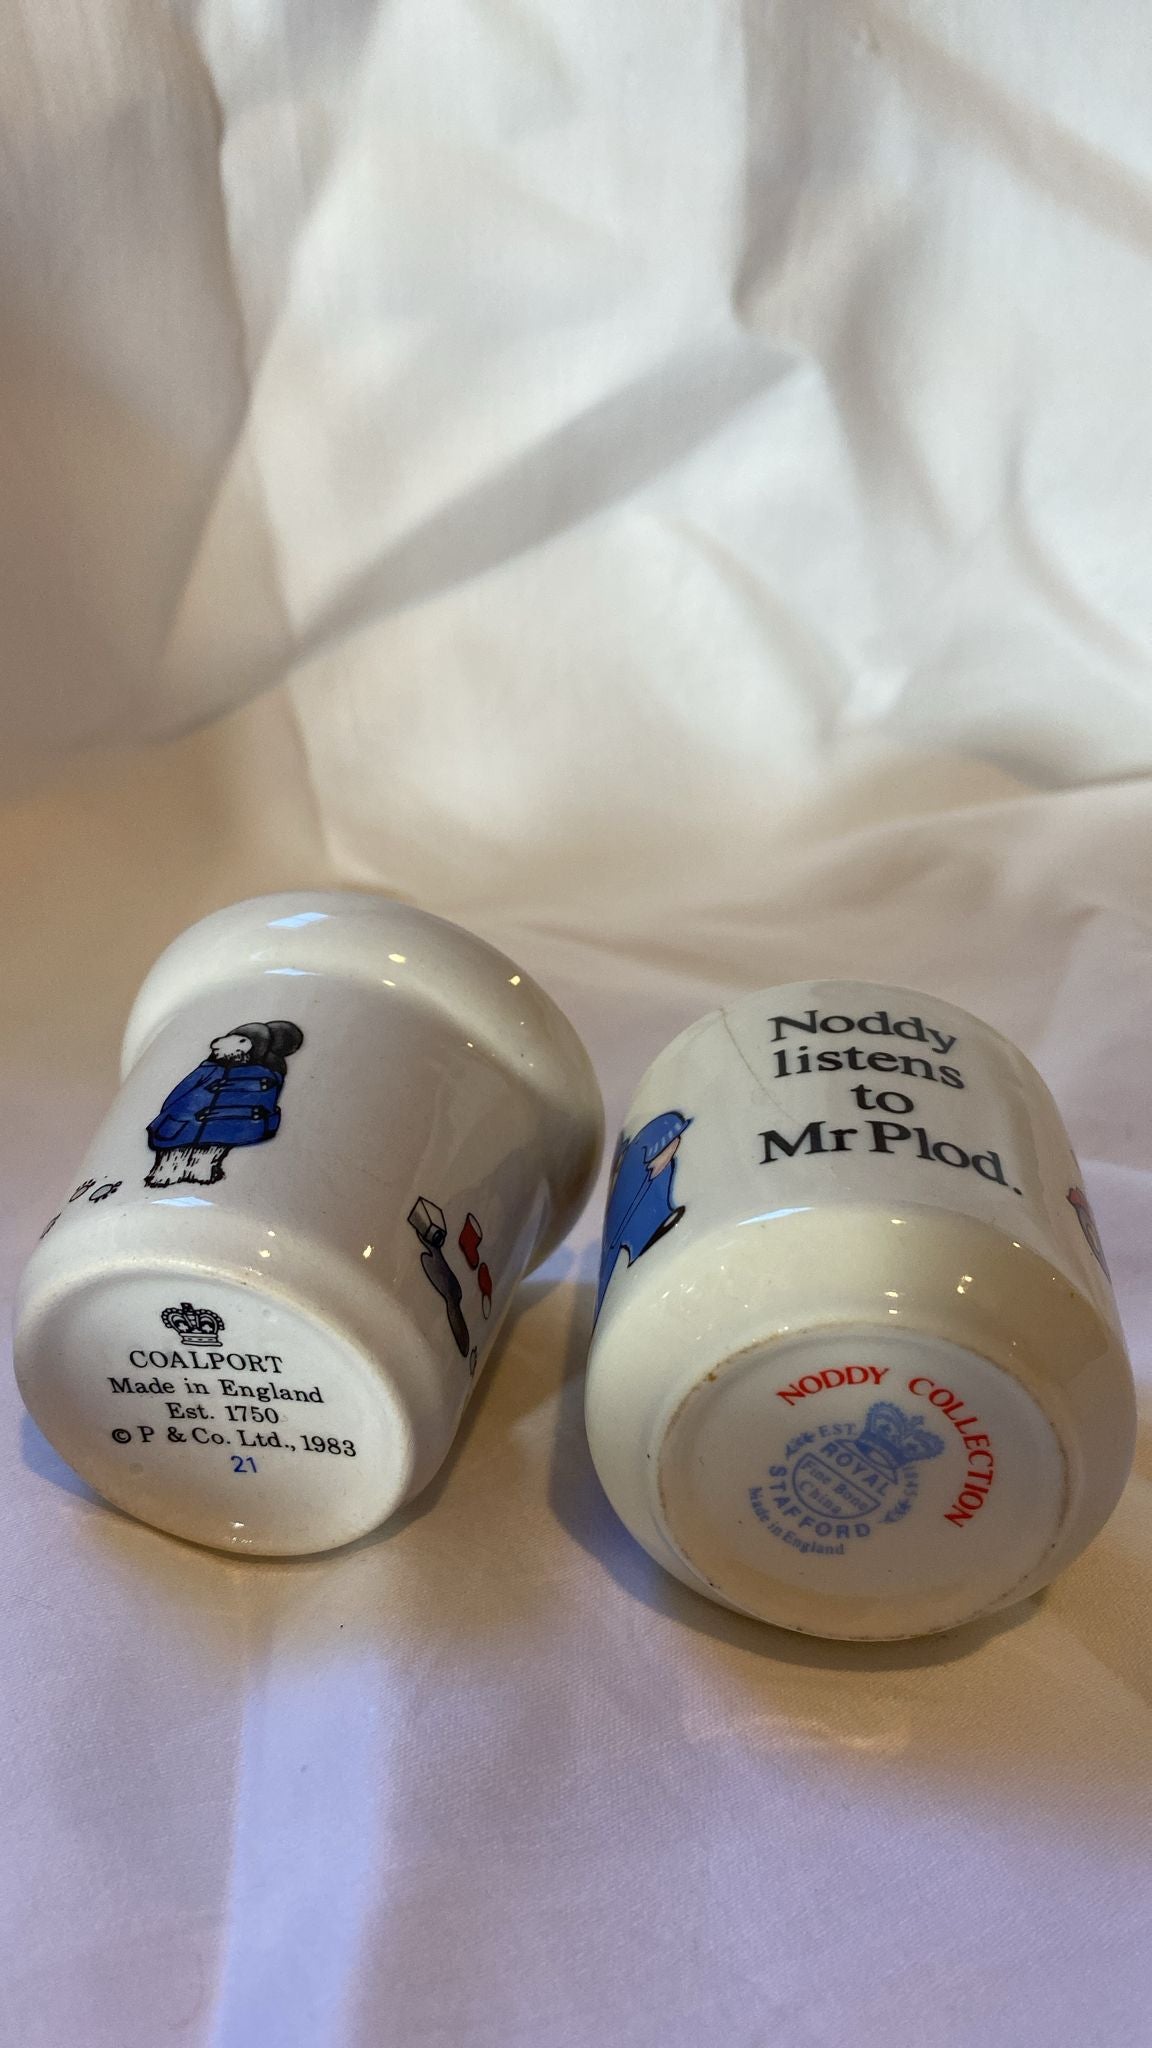 Noddy
listens
to
Mr Plod.
COALPORT
Made in England
Est. 1750
© P & Co. Ltd., 1983
21
NODDY COLLECTION
EST. 1845
ROYAL
Fine Bone
China
STAFFORD
Made in England